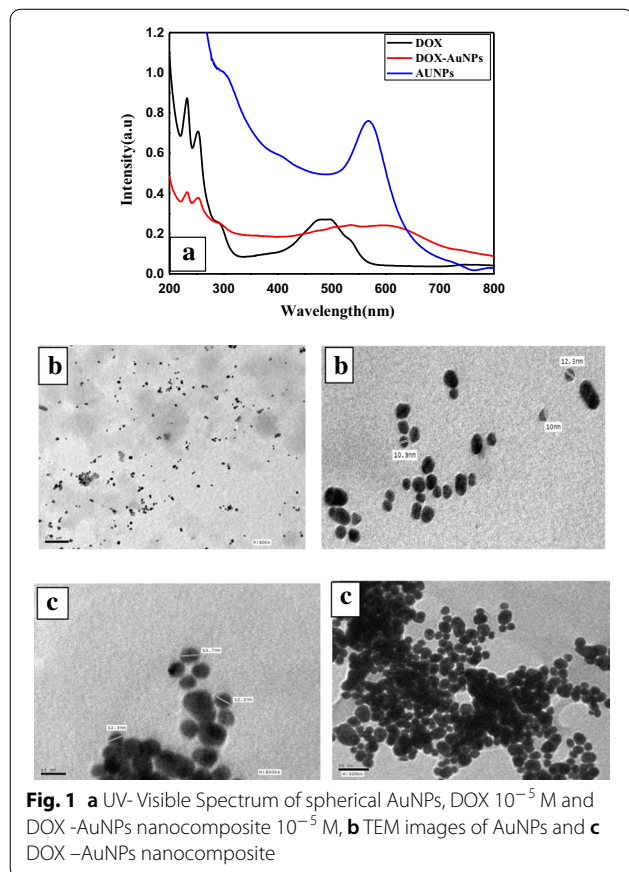 1.2
1.0
0.8
0.6
0.4
0.2
0.0
Intensity(a.u)
DOX
DOX-AuNPs
AUNPs
a
200 300 400 500 600 700 800
Wavelength(nm)
b
b
12.3nm
10nm
10.9nm
c
c
Fig. 1 a UV- Visible Spectrum of spherical AuNPs, DOX 10⁻⁵ M and
DOX -AuNPs nanocomposite 10⁻⁵ M, b TEM images of AuNPs and c
DOX –AuNPs nanocomposite